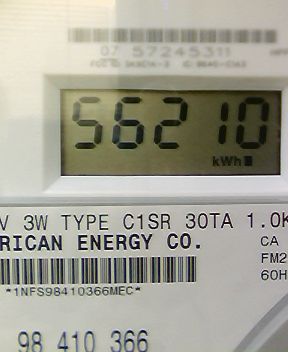 07 57245311
56210
kWh
V 3W TYPE C1SR 30TA 1.0K
RICAN ENERGY CO.
CA
FM2
60H
*1NFS98410366MEC*
98 410 366